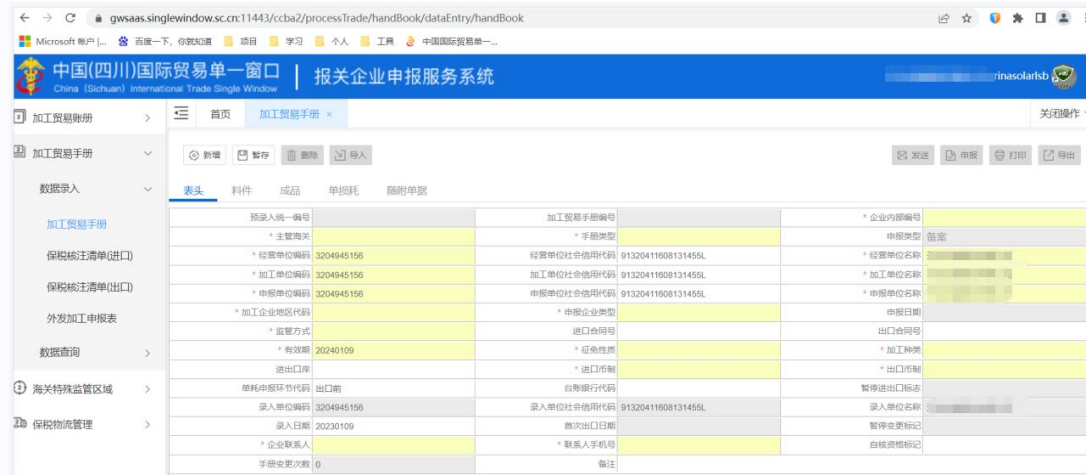 gwsaas.singlewindow.sc.cn:11443/ccba2/processTrade/handBook/dataEntry/handBook
Microsoft 帐户 |... 百度一下，你就知道 项目 学习 个人 工具 中国国际贸易单一...
中国(四川)国际贸易单一窗口 | 报关企业申报服务系统
China (Sichuan) International Trade Single Window
rinasolarlsb
加工贸易账册 首页 加工贸易手册 × 关闭操作
加工贸易手册 新增 暂存 删除 导入 发送 申报 打印 导出
数据录入 表头 料件 成品 单损耗 随附单据
加工贸易手册
保税核注清单(进口)
保税核注清单(出口)
外发加工申报表
数据查询
海关特殊监管区域
保税物流管理
预录入统一编号 加工贸易手册编号 * 企业内部编号
* 主管海关 * 手册类型 申报类型 备案
* 经营单位编码 3204945156 经营单位社会信用代码 91320411608131455L * 经营单位名称
* 加工单位编码 3204945156 加工单位社会信用代码 91320411608131455L * 加工单位名称
* 申报单位编码 3204945156 申报单位社会信用代码 91320411608131455L * 申报单位名称
* 加工企业地区代码 * 申报企业类型 申报日期
* 监管方式 进口合同号 出口合同号
* 有效期 20240109 * 征免性质 * 加工种类
进出口岸 * 进口币制 * 出口币制
单耗申报环节代码 出口前 台账银行代码 暂停进出口标志
录入单位编码 3204945156 录入单位社会信用代码 91320411608131455L 录入单位名称
录入日期 20230109 首次出口日期 暂停变更标记
* 企业联系人 * 联系人手机号 自核资格标记
手册变更次数 0 备注